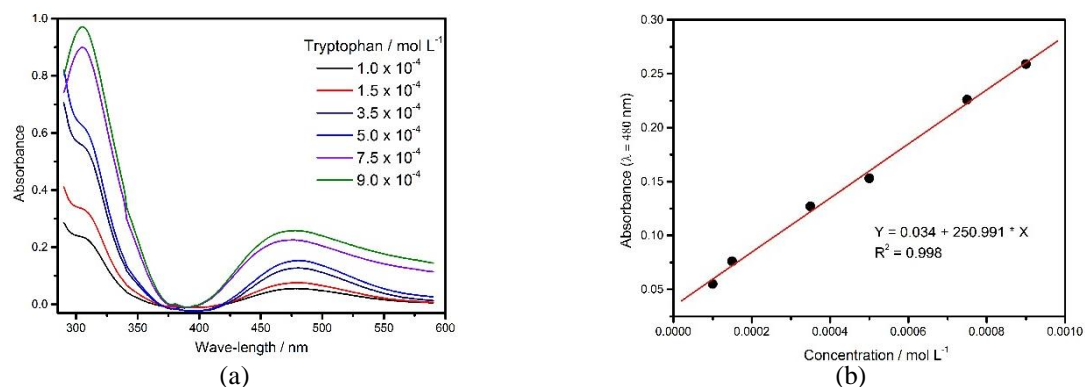 1.0
0.8
0.6
0.4
0.2
0.0
Absorbance
Tryptophan / mol L⁻¹
1.0 x 10⁻⁴
1.5 x 10⁻⁴
3.5 x 10⁻⁴
5.0 x 10⁻⁴
7.5 x 10⁻⁴
9.0 x 10⁻⁴
300 350 400 450 500 550 600
Wave-length / nm
(a)
0.30
0.25
0.20
0.15
0.10
0.05
Absorbance (λ = 480 nm)
Y = 0.034 + 250.991 * X
R² = 0.998
0.0000 0.0002 0.0004 0.0006 0.0008 0.0010
Concentration / mol L⁻¹
(b)